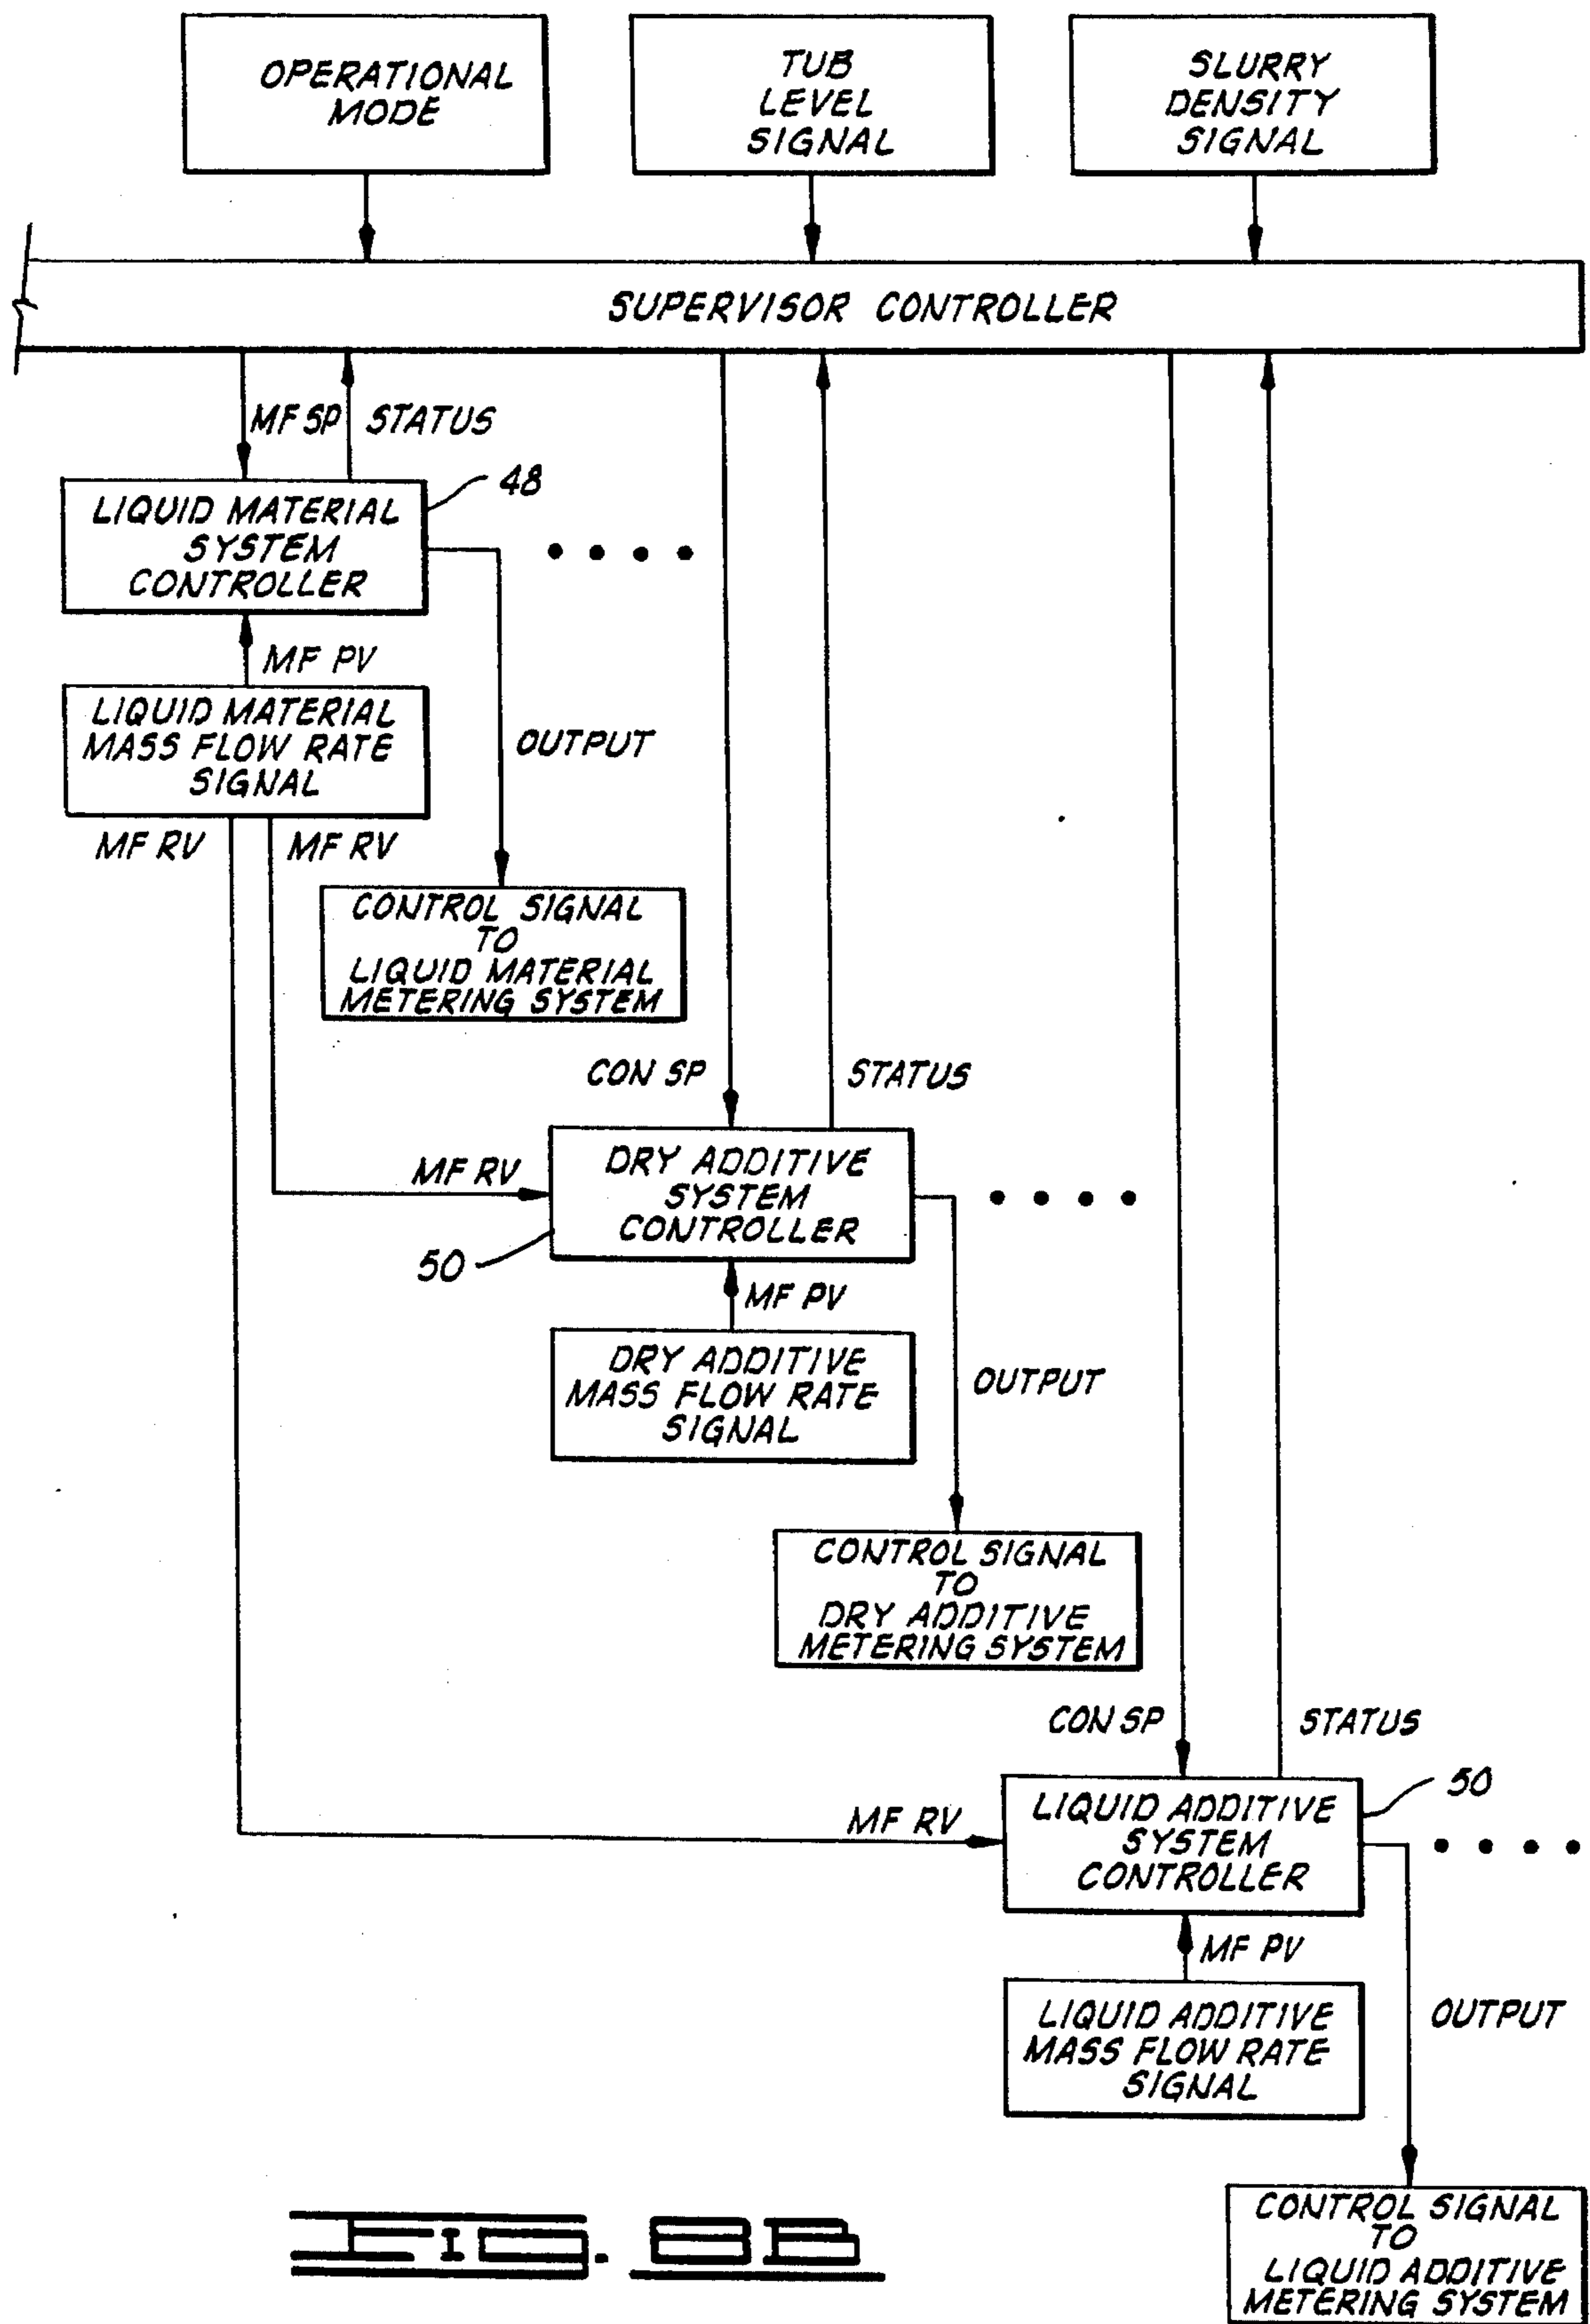 OPERATIONAL
MODE
TUB
LEVEL
SIGNAL
SLURRY
DENSITY
SIGNAL
SUPERVISOR CONTROLLER
MF SP STATUS
48
LIQUID MATERIAL
SYSTEM
CONTROLLER
MF PV
LIQUID MATERIAL
MASS FLOW RATE
SIGNAL
OUTPUT
MF RV MF RV
CONTROL SIGNAL
TO
LIQUID MATERIAL
METERING SYSTEM
CON SP STATUS
MF RV
DRY ADDITIVE
SYSTEM
CONTROLLER
50
MF PV
DRY ADDITIVE
MASS FLOW RATE
SIGNAL
OUTPUT
CONTROL SIGNAL
TO
DRY ADDITIVE
METERING SYSTEM
CON SP STATUS
50
MF RV
LIQUID ADDITIVE
SYSTEM
CONTROLLER
MF PV
LIQUID ADDITIVE
MASS FLOW RATE
SIGNAL
OUTPUT
CONTROL SIGNAL
TO
LIQUID ADDITIVE
METERING SYSTEM
FIG. 8B